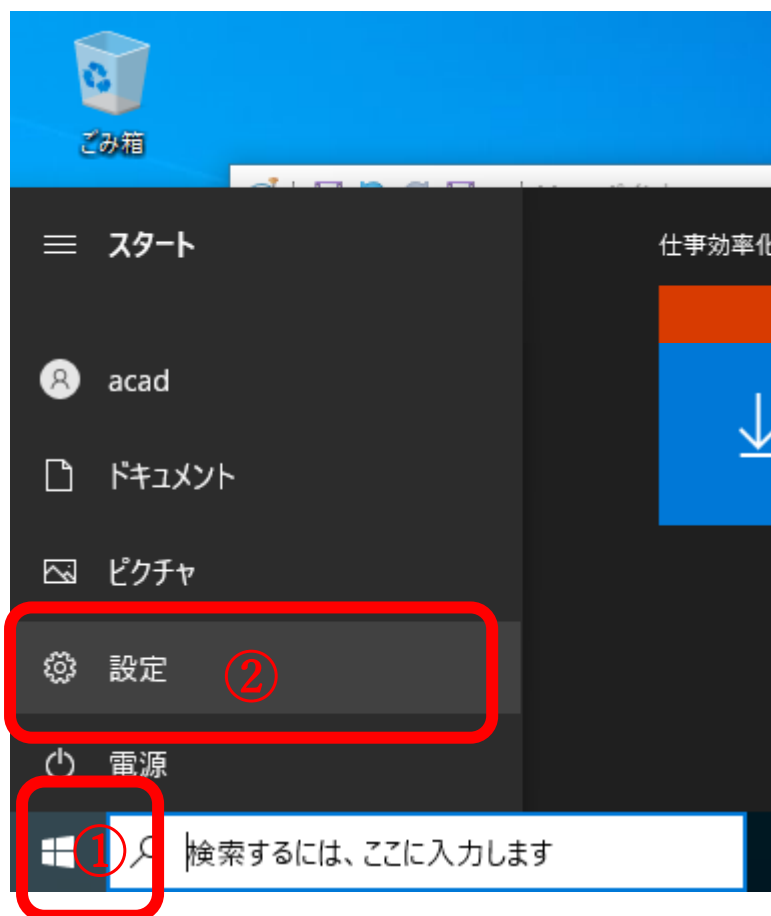 ごみ箱
スタート
仕事効率化
acad
ドキュメント
ピクチャ
設定 ②
電源
① 検索するには、ここに入力します